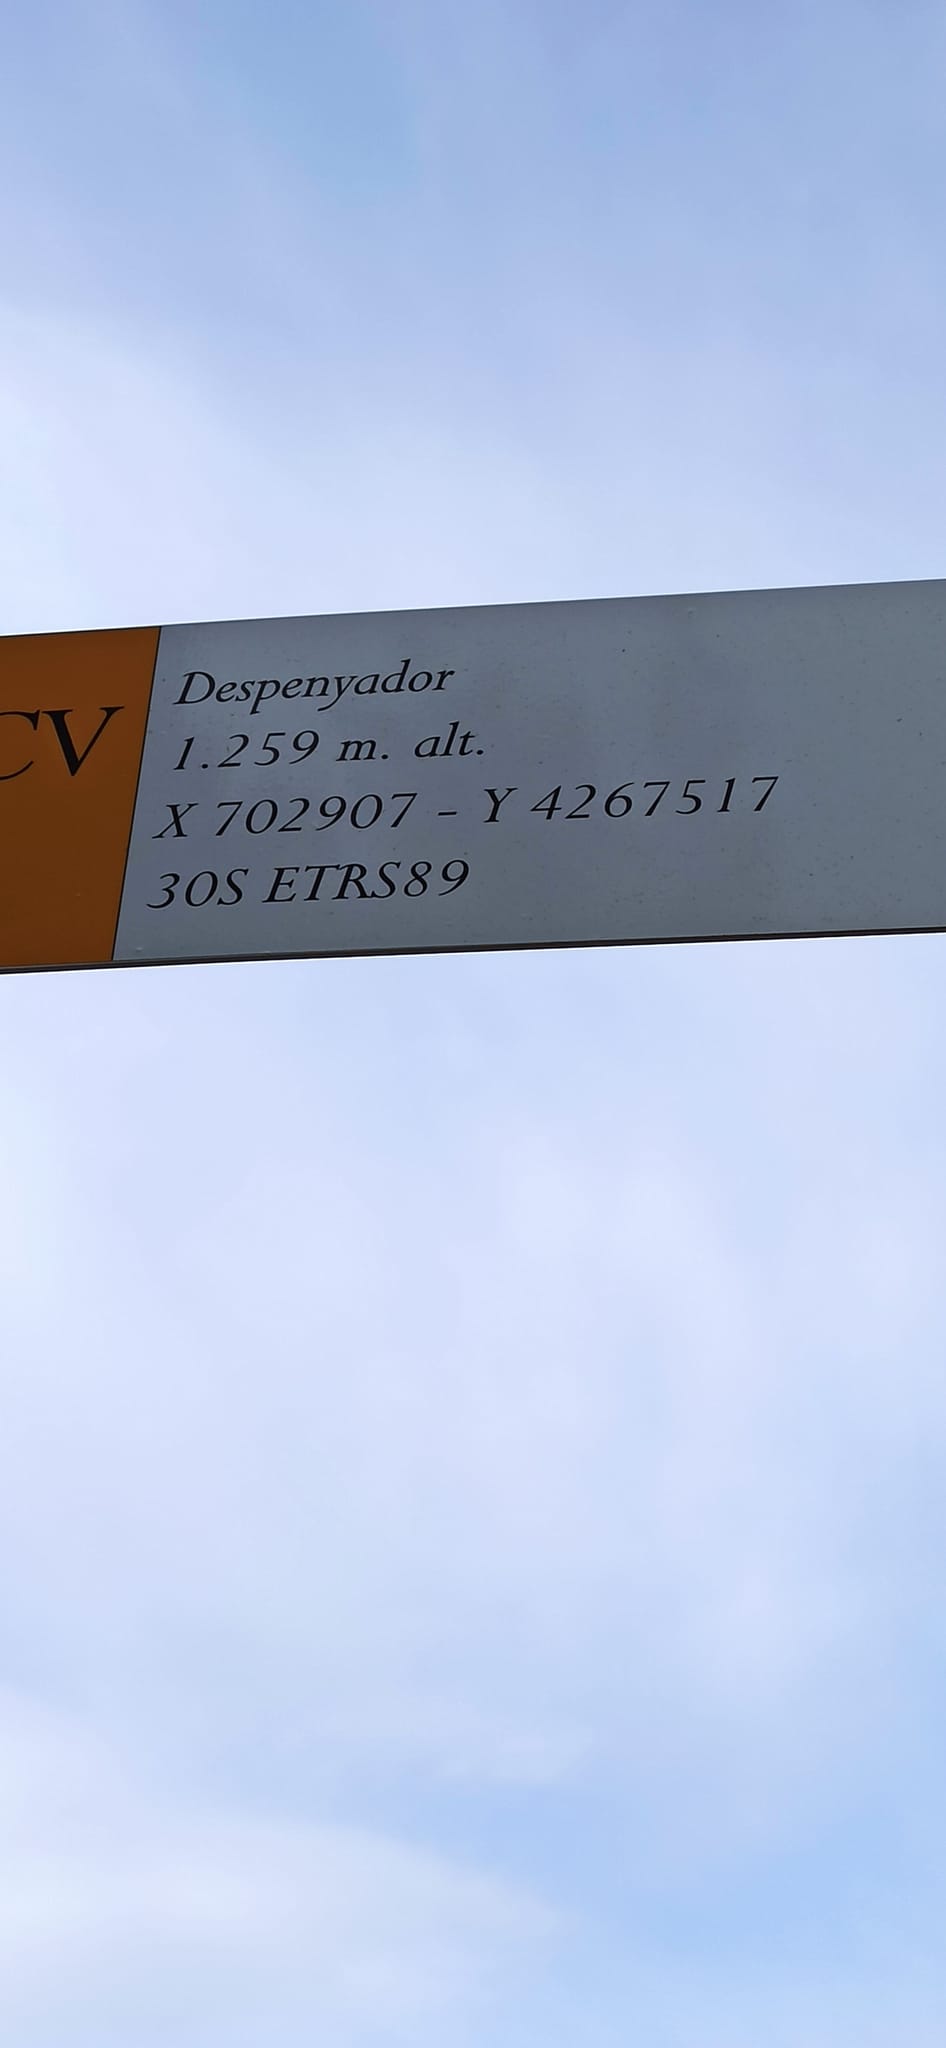 CV
Despenyador
1.259 m. alt.
X 702907 - Y 4267517
30S ETRS89